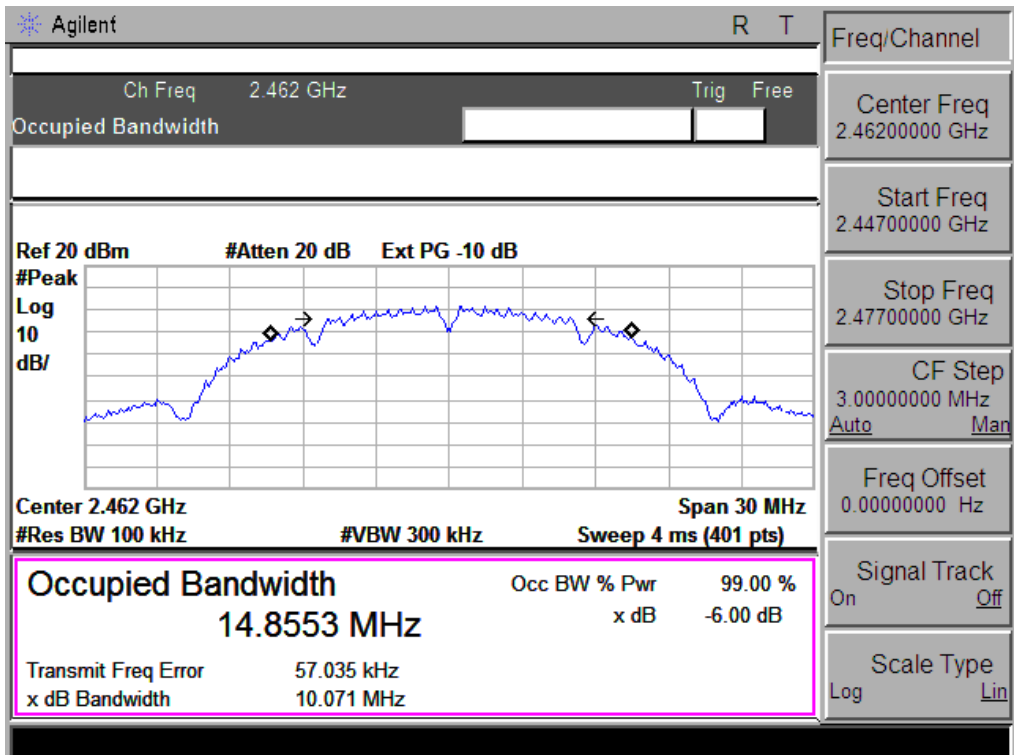 Agilent R T
Ch Freq 2.462 GHz Trig Free
Occupied Bandwidth
Ref 20 dBm #Atten 20 dB Ext PG -10 dB
#Peak
Log
10
dB/
Center 2.462 GHz Span 30 MHz
#Res BW 100 kHz #VBW 300 kHz Sweep 4 ms (401 pts)
Occupied Bandwidth Occ BW % Pwr 99.00 %
14.8553 MHz x dB -6.00 dB
Transmit Freq Error 57.035 kHz
x dB Bandwidth 10.071 MHz
Freq/Channel
Center Freq
2.46200000 GHz
Start Freq
2.44700000 GHz
Stop Freq
2.47700000 GHz
CF Step
3.00000000 MHz
Auto Man
Freq Offset
0.00000000 Hz
Signal Track
On Off
Scale Type
Log Lin